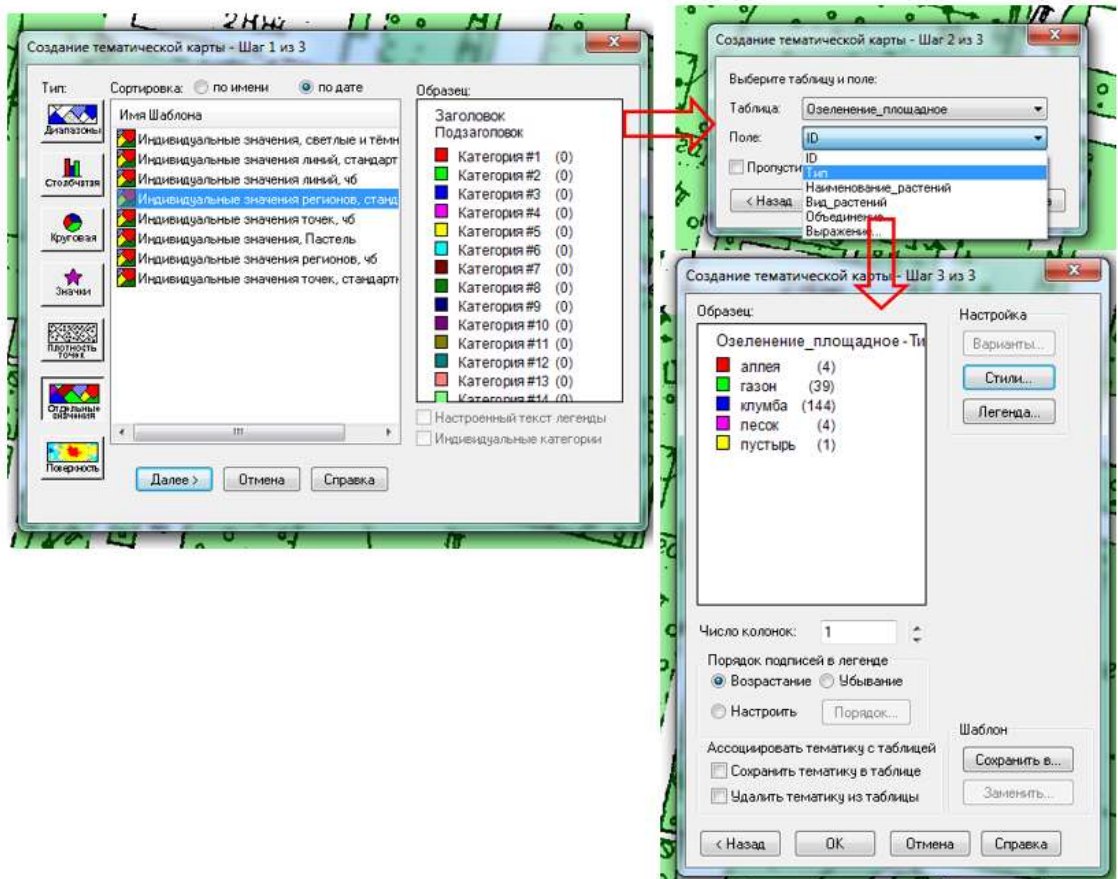 Создание тематической карты - Шаг 1 из 3
Тип:
Диапазоны
Столбчатая
Круговая
Значки
Плотность точек
Отдельные значения
Поверхность
Сортировка: по имени по дате
Имя Шаблона
Индивидуальные значения, светлые и тёмн
Индивидуальные значения линий, стандарт
Индивидуальные значения линий, чб
Индивидуальные значения регионов, станд
Индивидуальные значения точек, чб
Индивидуальные значения, Пастель
Индивидуальные значения регионов, чб
Индивидуальные значения точек, стандартн
Образец:
Заголовок
Подзаголовок
Категория #1 (0)
Категория #2 (0)
Категория #3 (0)
Категория #4 (0)
Категория #5 (0)
Категория #6 (0)
Категория #7 (0)
Категория #8 (0)
Категория #9 (0)
Категория #10 (0)
Категория #11 (0)
Категория #12 (0)
Категория #13 (0)
Категория #14 (0)
Настроенный текст легенды
Индивидуальные категории
Далее >
Отмена
Справка
Создание тематической карты - Шаг 2 из 3
Выберите таблицу и поле:
Таблица: Озеленение_площадное
Поле: ID
ID
Тип
Наименование_растений
Вид_растений
Объединение...
Выражение...
Пропусти
< Назад
Создание тематической карты - Шаг 3 из 3
Образец:
Озеленение_площадное - Ти
аллея (4)
газон (39)
клумба (144)
песок (4)
пустырь (1)
Настройка
Варианты...
Стили...
Легенда...
Число колонок: 1
Порядок подписей в легенде
Возрастание Убывание
Настроить Порядок...
Ассоциировать тематику с таблицей
Сохранить тематику в таблице
Удалить тематику из таблицы
Шаблон
Сохранить в...
Заменить...
< Назад
OK
Отмена
Справка